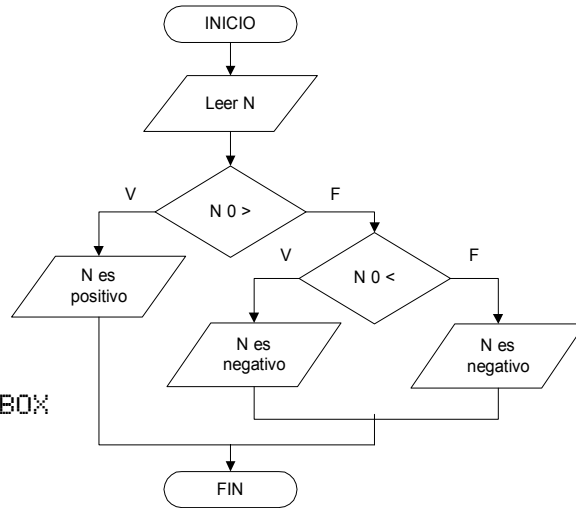 INICIO
Leer N
V
F
N 0 >
N es
positivo
V
F
N 0 <
N es
negativo
N es
negativo
BOX
FIN